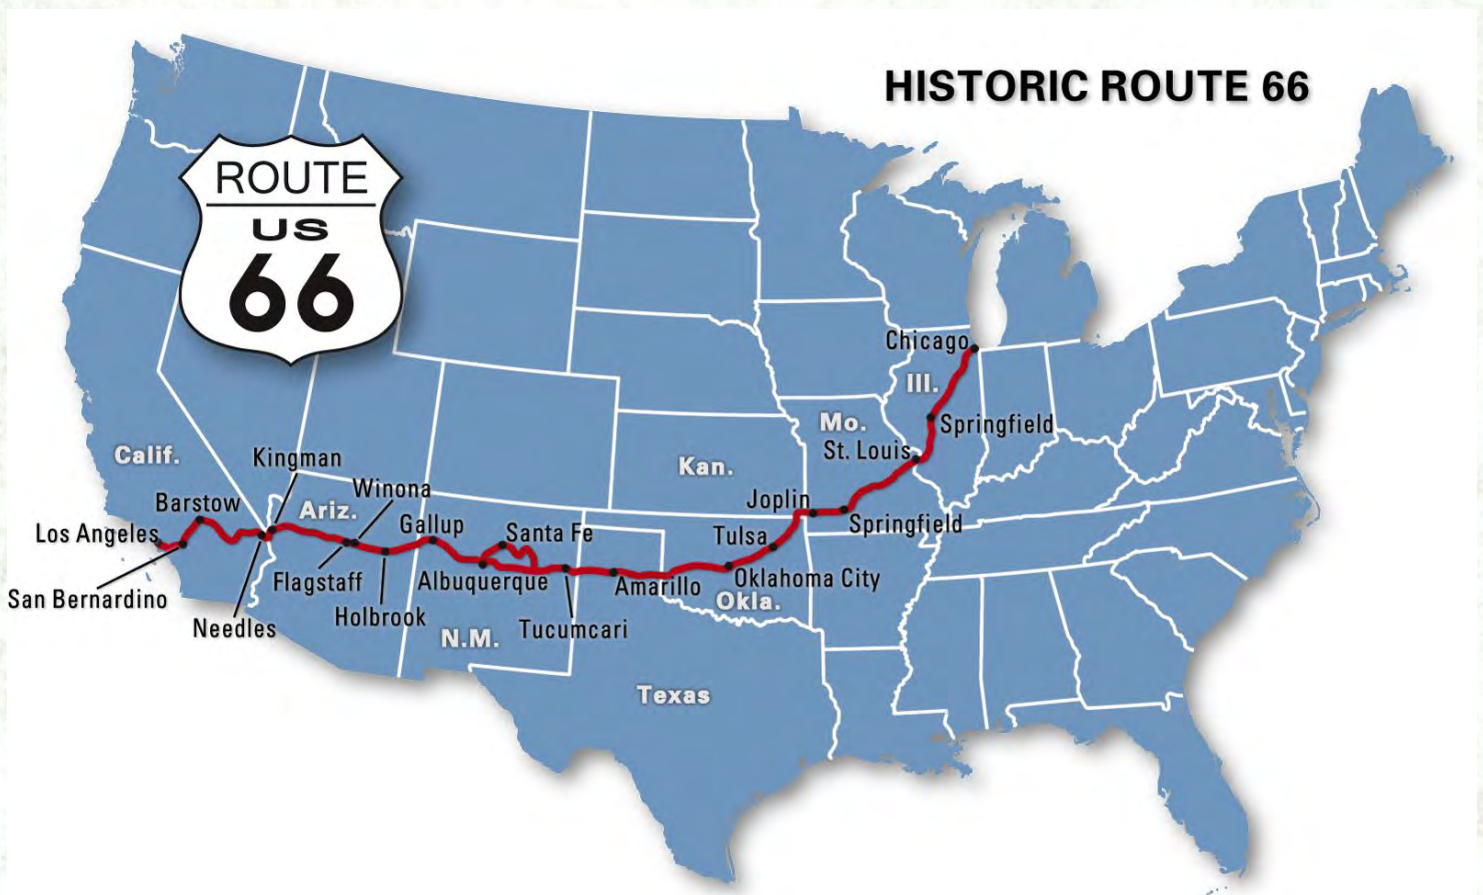 HISTORIC ROUTE 66
ROUTE
US
66
Chicago
Ill.
Springfield
Mo.
St. Louis
Calif.
Kingman
Kan.
Winona
Joplin
Barstow
Ariz.
Gallup
Santa Fe
Springfield
Los Angeles
Tulsa
Flagstaff
Albuquerque
Amarillo
Oklahoma City
San Bernardino
Okla.
Holbrook
Needles
N.M.
Tucumcari
Texas